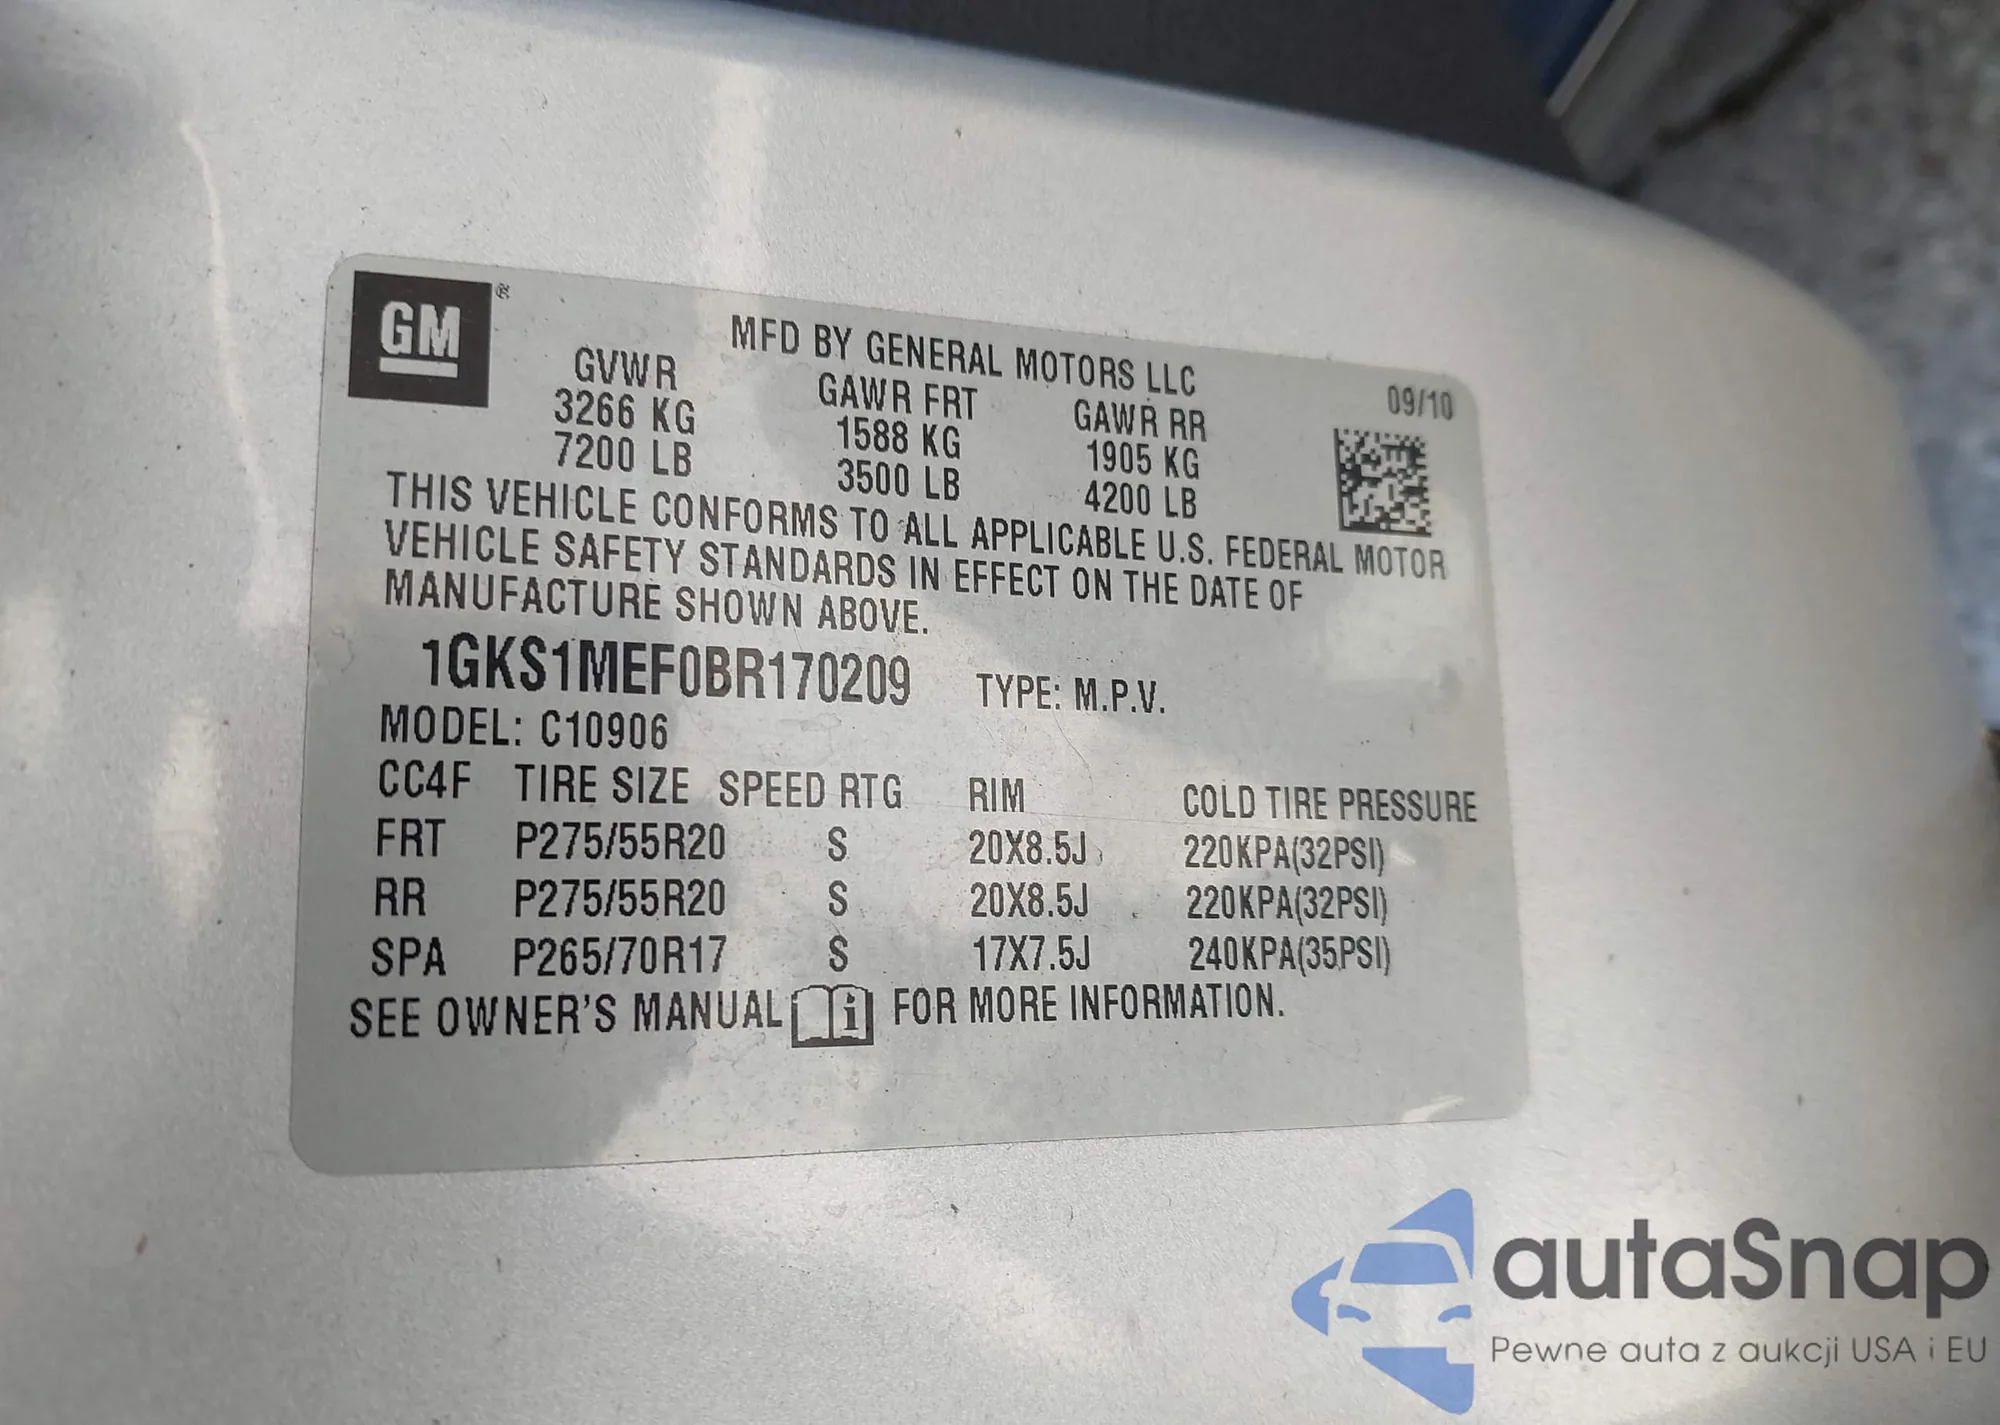 GM ®
MFD BY GENERAL MOTORS LLC
09/10
GVWR GAWR FRT GAWR RR
3266 KG 1588 KG 1905 KG
7200 LB 3500 LB 4200 LB
THIS VEHICLE CONFORMS TO ALL APPLICABLE U.S. FEDERAL MOTOR
VEHICLE SAFETY STANDARDS IN EFFECT ON THE DATE OF
MANUFACTURE SHOWN ABOVE.
1GKS1MEF0BR170209 TYPE: M.P.V.
MODEL: C10906
CC4F TIRE SIZE SPEED RTG RIM COLD TIRE PRESSURE
FRT P275/55R20 S 20X8.5J 220KPA(32PSI)
RR P275/55R20 S 20X8.5J 220KPA(32PSI)
SPA P265/70R17 S 17X7.5J 240KPA(35PSI)
SEE OWNER'S MANUAL i FOR MORE INFORMATION.
autaSnap
Pewne auta z aukcji USA i EU